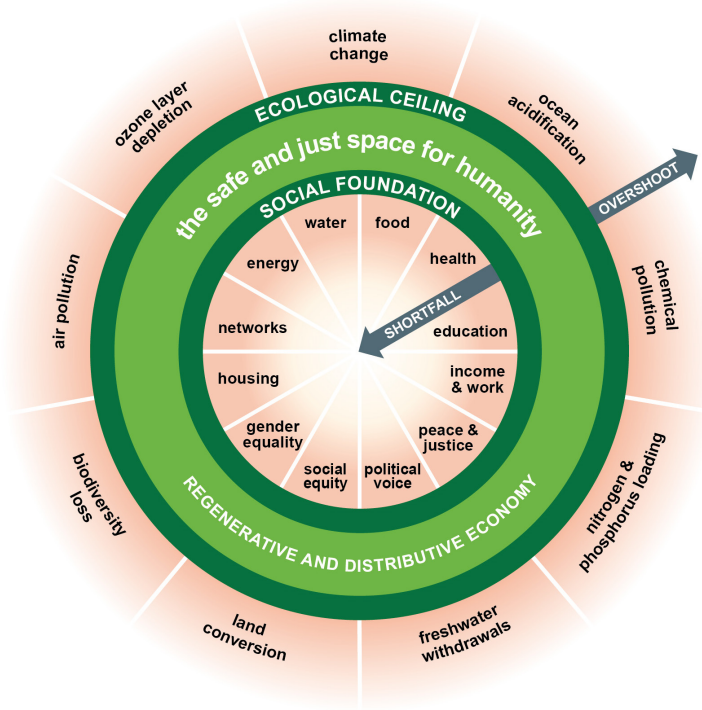 climate
change
ozone layer
depletion
ocean
acidification
ECOLOGICAL CEILING
the safe and just space for humanity
OVERSHOOT
SOCIAL FOUNDATION
water
food
energy
health
SHORTFALL
networks
education
housing
income
& work
gender
equality
peace &
justice
social
equity
political
voice
air pollution
chemical
pollution
REGENERATIVE AND DISTRIBUTIVE ECONOMY
biodiversity
loss
nitrogen &
phosphorus loading
land
conversion
freshwater
withdrawals